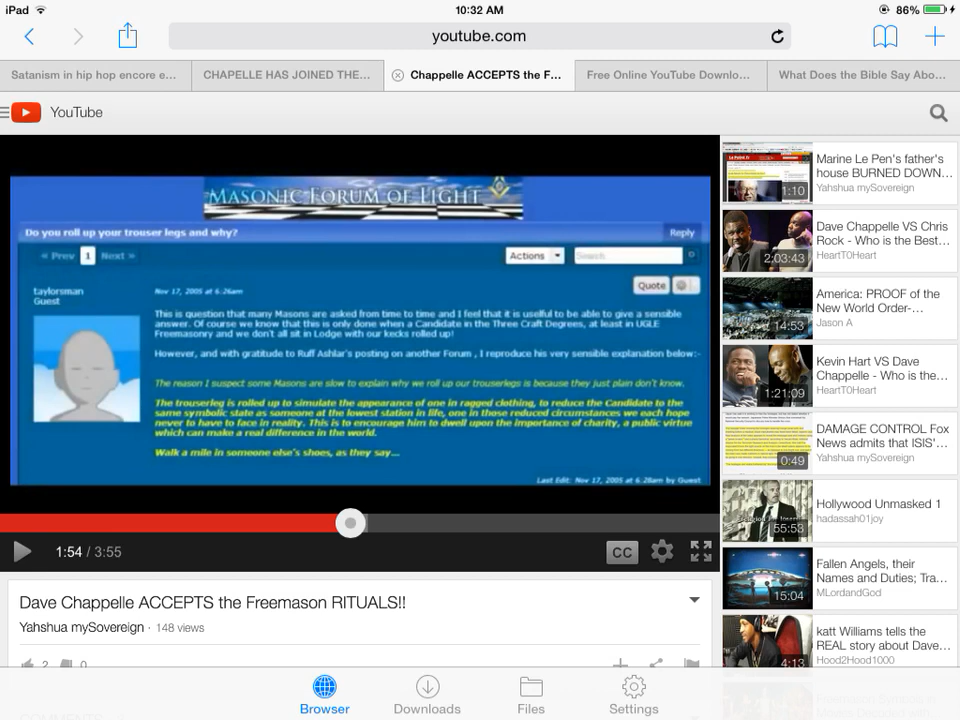 iPad
10:32 AM
86%
youtube.com
Satanism in hip hop encore e...
CHAPELLE HAS JOINED THE...
Chappelle ACCEPTS the F...
Free Online YouTube Downlo...
What Does the Bible Say Abo...
YouTube
MASONIC FORUM OF LIGHT
Do you roll up your trouser legs and why?
Reply
« Prev 1 Next »
Actions
Search
taylorsman
Guest
Nov 17, 2005 at 6:26am
Quote
This is question that many Masons are asked from time to time and I feel that it is useful to be able to give a sensible
answer. Of course we know that this is only done when a Candidate in the Three Craft Degrees, at least in UGLE
Freemasonry and we don't all sit in Lodge with our kecks rolled up!
However, and with gratitude to Ruff Ashlar's posting on another Forum , I reproduce his very sensible explanation below:-
The reason I suspect some Masons are slow to explain why we roll up our trouserlegs is because they just plain don't know.
The trouserleg is rolled up to simulate the appearance of one in ragged clothing, to reduce the Candidate to the
same symbolic state as someone at the lowest station in life, one in those reduced circumstances we each hope
never to have to face in reality. This is to encourage him to dwell upon the importance of charity, a public virtue
which can make a real difference in the world.
Walk a mile in someone else's shoes, as they say...
Last Edit: Nov 17, 2005 at 6:28am by Guest
1:54 / 3:55
CC
Dave Chappelle ACCEPTS the Freemason RITUALS!!
Yahshua mySovereign · 148 views
2
0
Marine Le Pen's father's
house BURNED DOWN...
Yahshua mySovereign
1:10
Dave Chappelle VS Chris
Rock - Who is the Best...
HeartT0Heart
2:03:43
America: PROOF of the
New World Order-...
Jason A
14:53
Kevin Hart VS Dave
Chappelle - Who is the...
HeartT0Heart
1:21:09
DAMAGE CONTROL Fox
News admits that ISIS'...
Yahshua mySovereign
0:49
Hollywood Unmasked 1
hadassah01joy
55:53
Fallen Angels, their
Names and Duties; Tra...
MLordandGod
15:04
katt Williams tells the
REAL story about Dave...
Hood2Hood1000
4:13
COMMENTS
Browser
Downloads
Files
Settings